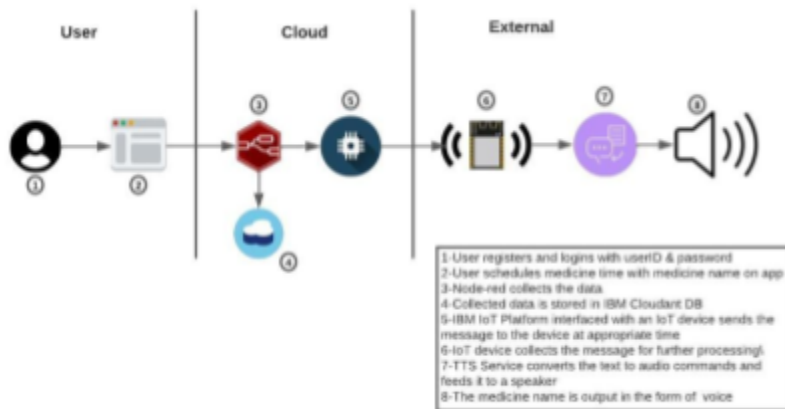 User
Cloud
External
1
2
3
4
5
6
7
8
1-User registers and logins with userID & password
2-User schedules medicine time with medicine name on app
3-Node-red collects the data
4-Collected data is stored in IBM Cloudant DB
5-IBM IoT Platform interfaced with an IoT device sends the
message to the device at appropriate time
6-IoT device collects the message for further processing\
7-TTS Service converts the text to audio commands and
feeds it to a speaker
8-The medicine name is output in the form of voice